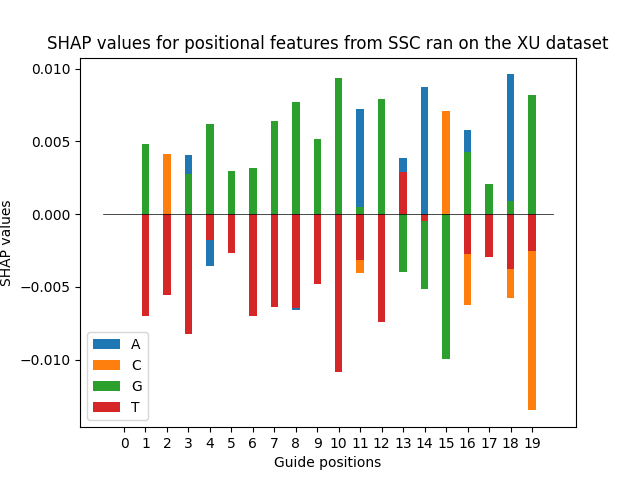 SHAP values for positional features from SSC ran on the XU dataset
0.010
0.005
0.000
−0.005
−0.010
SHAP values
A
C
G
T
0 1 2 3 4 5 6 7 8 9 10 11 12 13 14 15 16 17 18 19
Guide positions